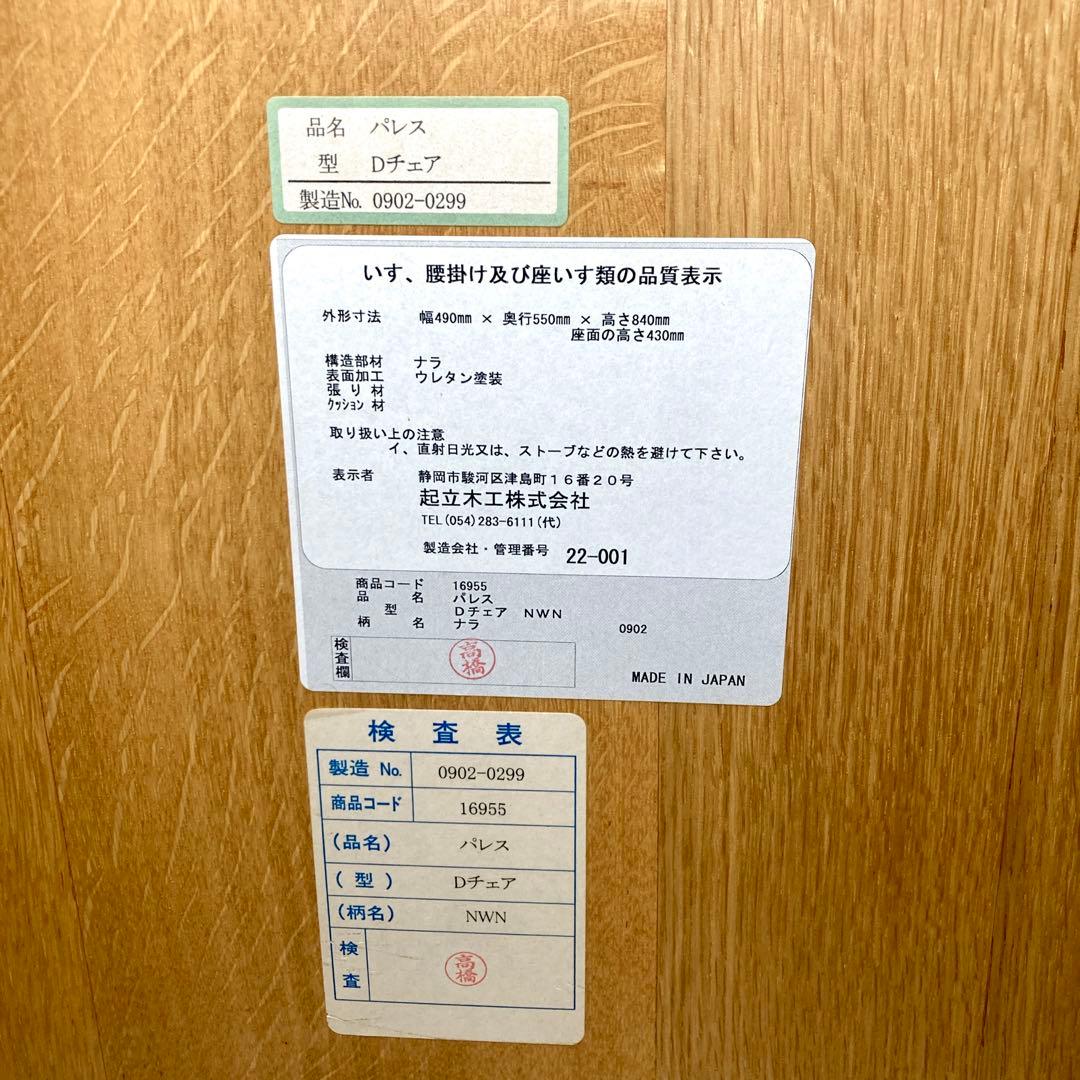 品名 パレス
型 Dチェア
製造No. 0902-0299
いす、腰掛け及び座いす類の品質表示
外形寸法 幅490mm × 奥行550mm × 高さ840mm
座面の高さ430mm
構造部材 ナラ
表面加工 ウレタン塗装
張り材
ｸｯｼｮﾝ材
取り扱い上の注意
イ、直射日光又は、ストーブなどの熱を避けて下さい。
表示者 静岡市駿河区津島町１６番２０号
起立木工株式会社
TEL(054)283-6111(代)
製造会社・管理番号 22-001
商品コード 16955
品名 パレス
型 Ｄチェア ＮＷＮ
柄名 ナラ 0902
検査欄 高橋
MADE IN JAPAN
検査表
製造 No. 0902-0299
商品コード 16955
(品名) パレス
(型) Dチェア
(柄名) NWN
検査 高橋